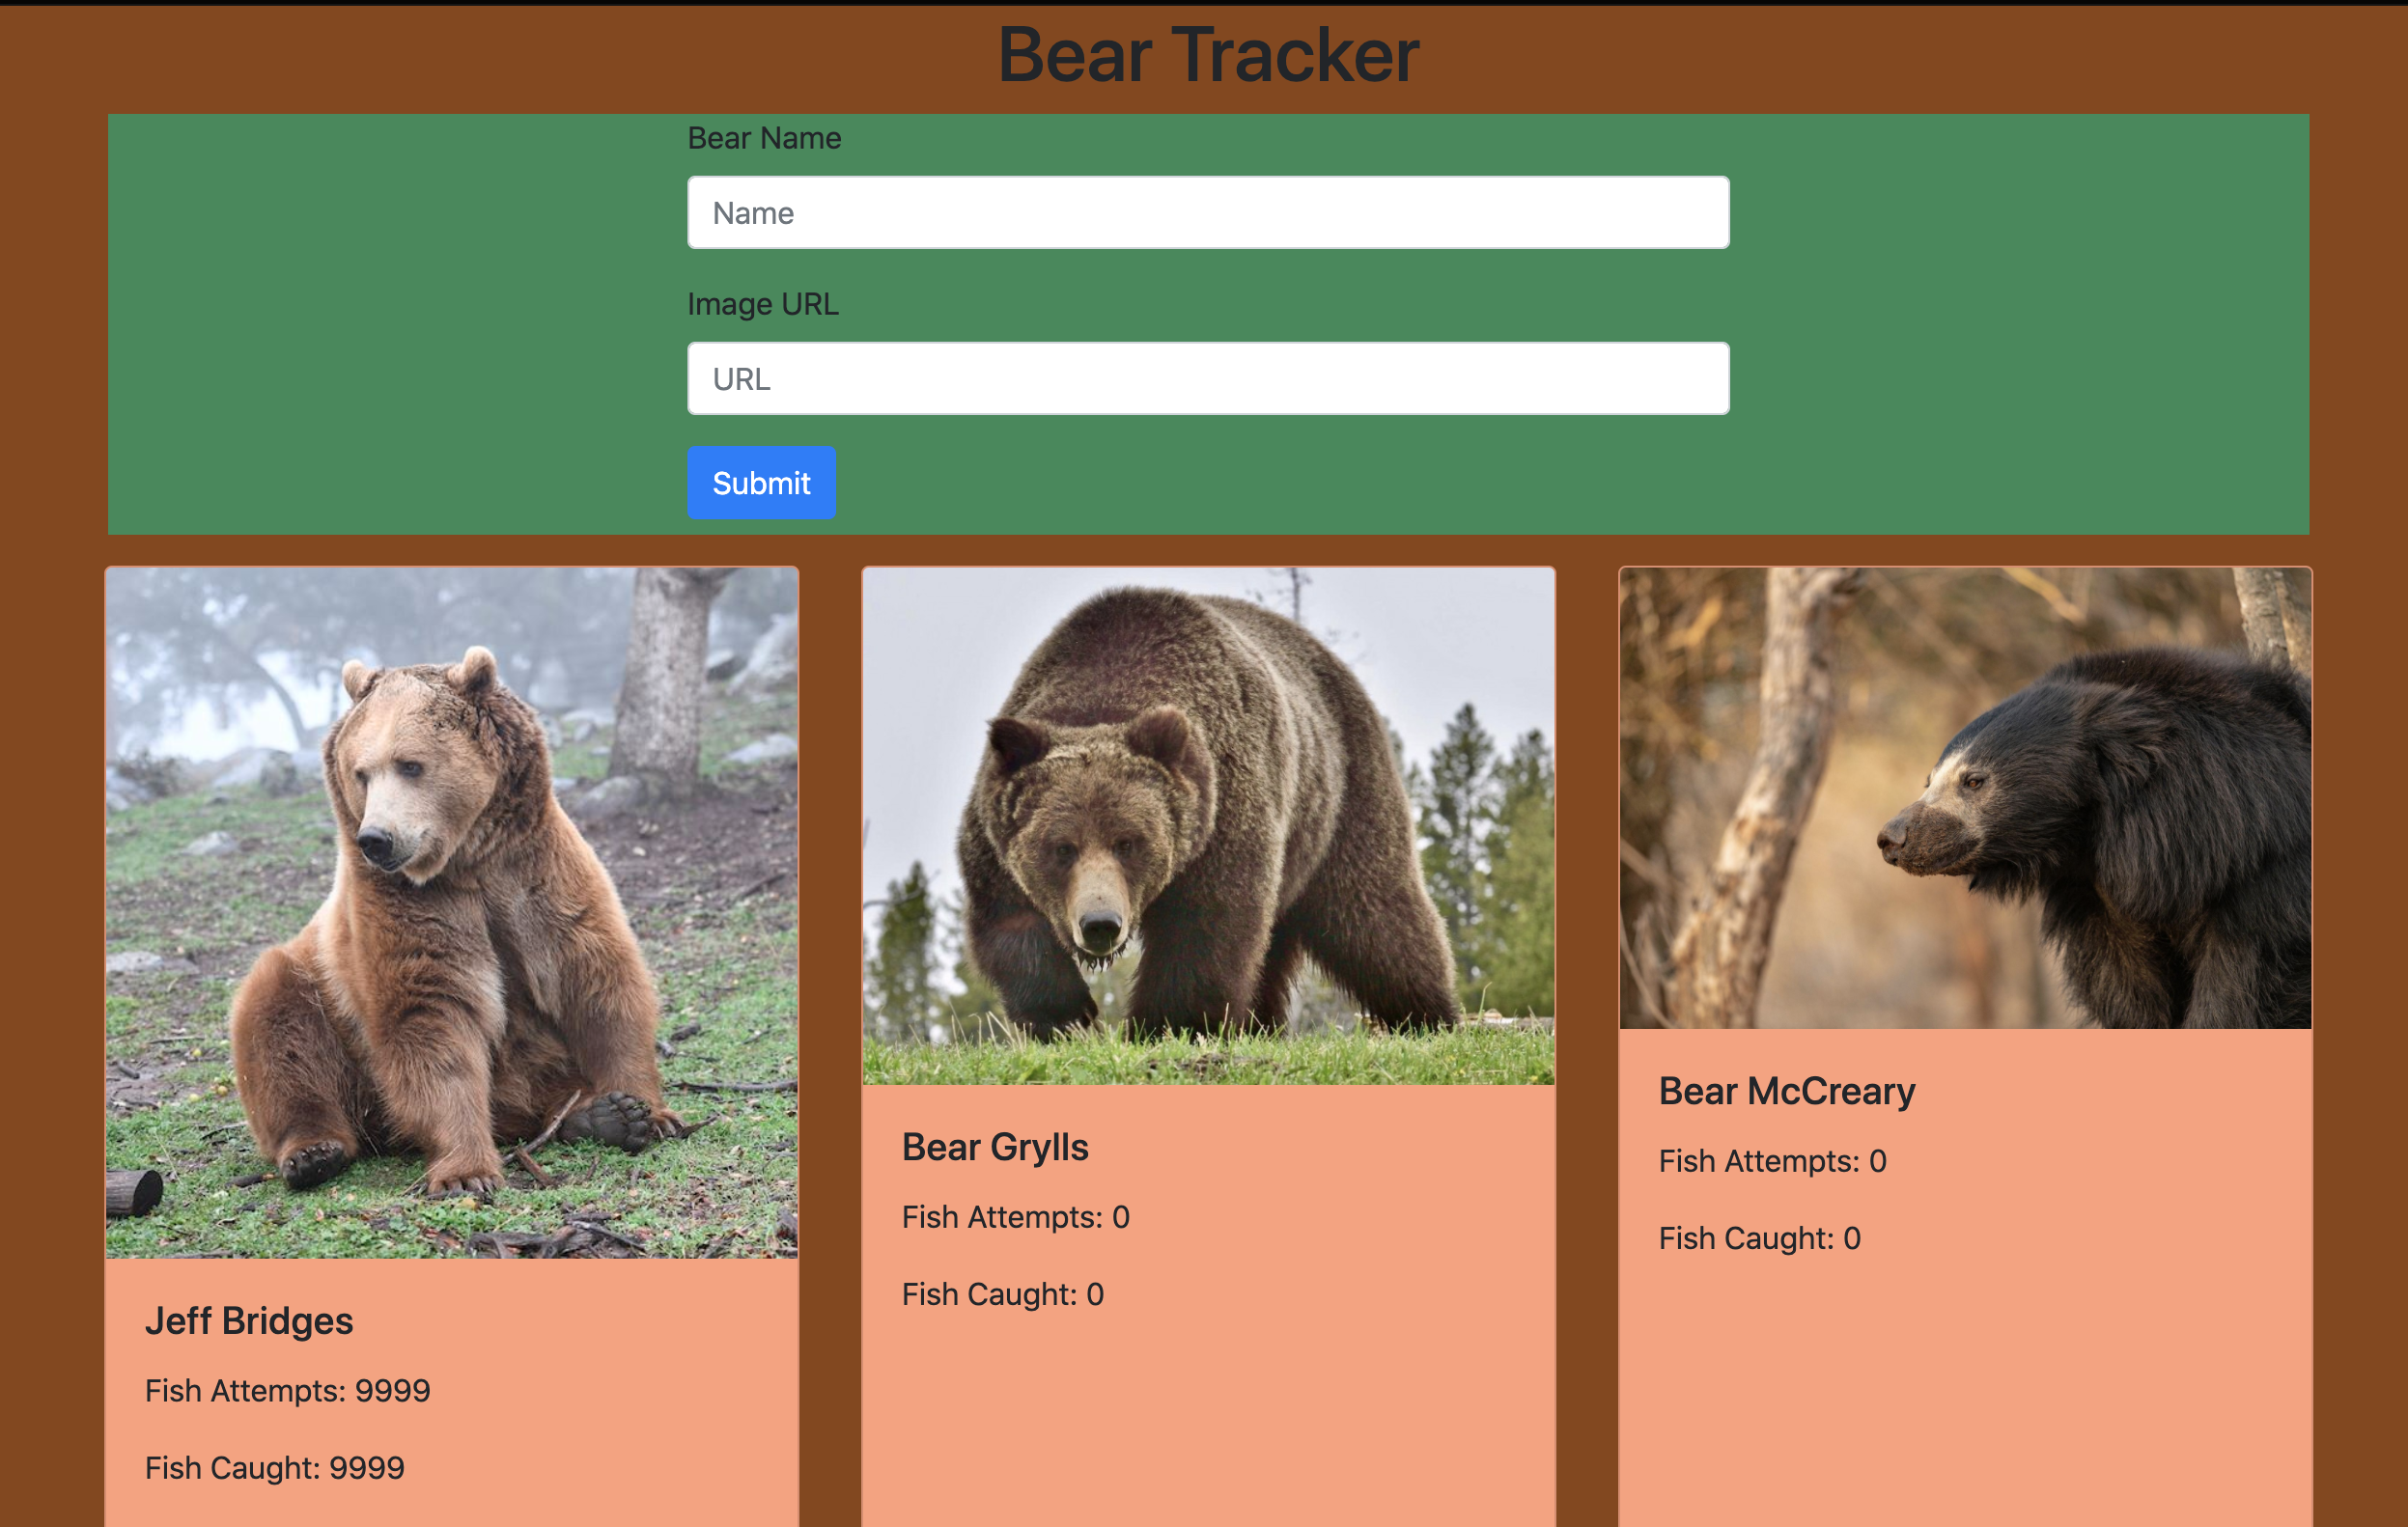 Bear Tracker
Bear Name
Name
Image URL
URL
Submit
Jeff Bridges
Fish Attempts: 9999
Fish Caught: 9999
Bear Grylls
Fish Attempts: 0
Fish Caught: 0
Bear McCreary
Fish Attempts: 0
Fish Caught: 0